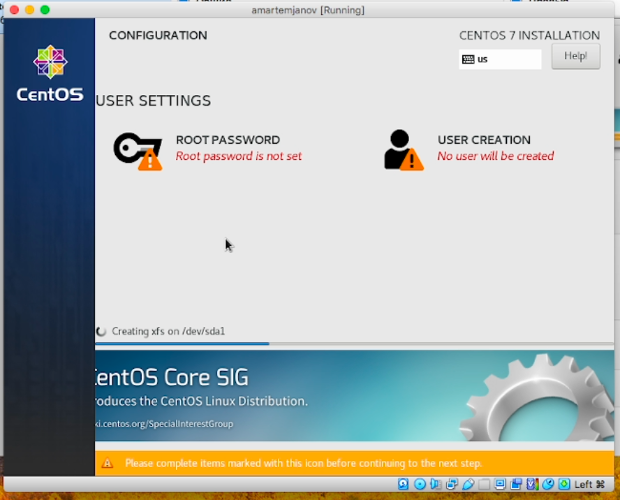 amartemjanov [Running]
CONFIGURATION
CENTOS 7 INSTALLATION
us
Help!
CentOS
USER SETTINGS
ROOT PASSWORD
Root password is not set
USER CREATION
No user will be created
Creating xfs on /dev/sda1
CentOS Core SIG
roduces the CentOS Linux Distribution.
ki.centos.org/SpecialInterestGroup
Please complete items marked with this icon before continuing to the next step.
Left ⌘